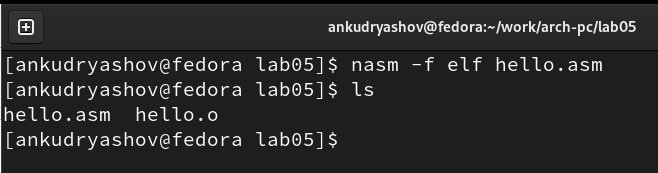 ankudryashov@fedora:~/work/arch-pc/lab05
[ankudryashov@fedora lab05]$ nasm -f elf hello.asm
[ankudryashov@fedora lab05]$ ls
hello.asm  hello.o
[ankudryashov@fedora lab05]$